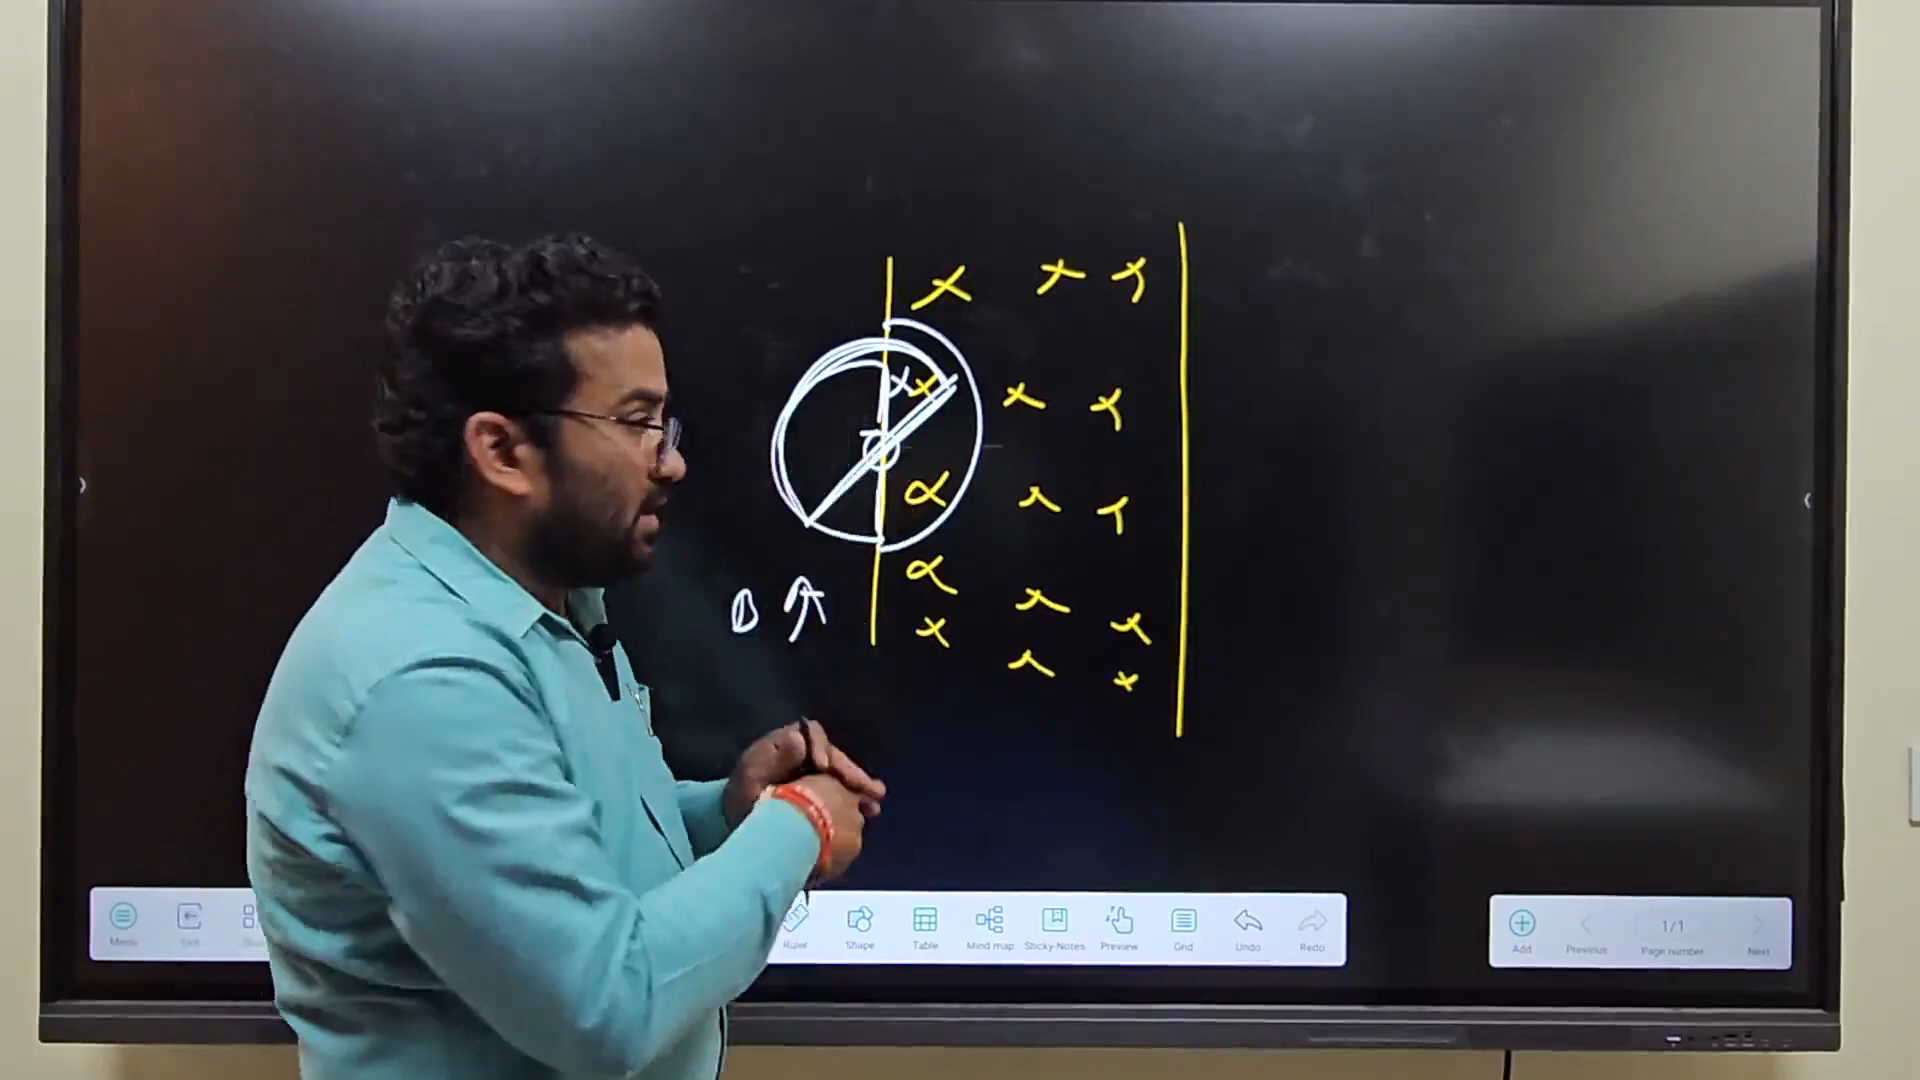 x x x
x x x x
α x x
α
B x x
x x x
Menu
Ruler Shape Table Mind map Sticky-Notes Preview Grid Undo Redo
Add Previous 1/1 Page number Next